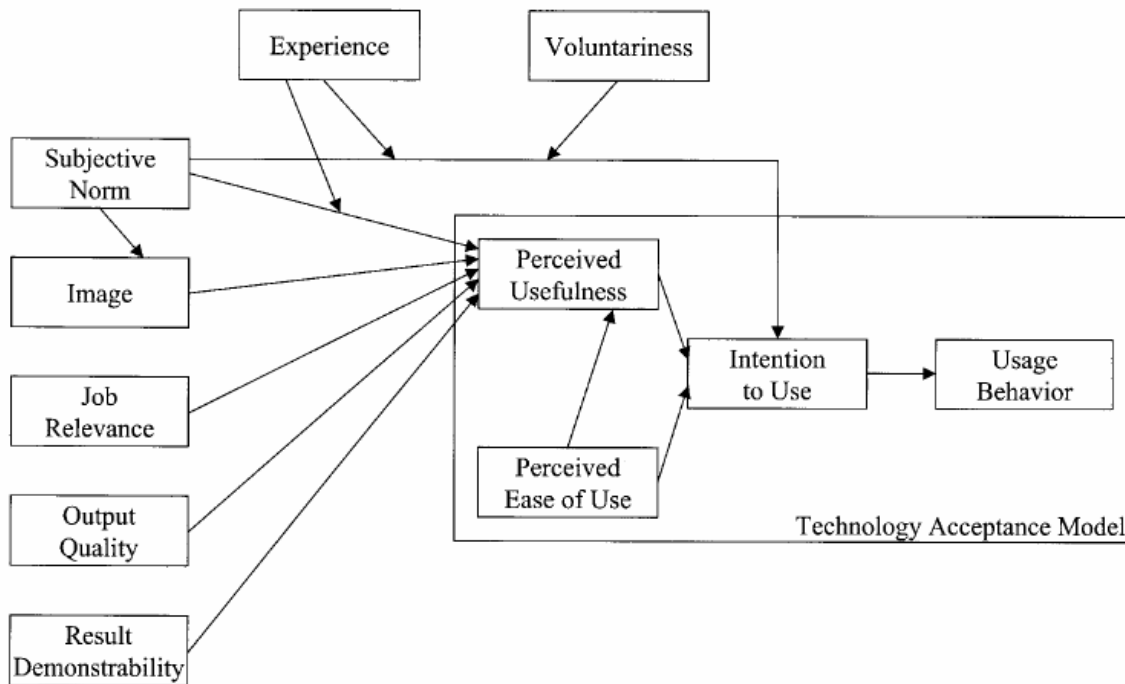 Experience
Voluntariness
Subjective
Norm
Image
Job
Relevance
Output
Quality
Result
Demonstrability
Perceived
Usefulness
Perceived
Ease of Use
Intention
to Use
Usage
Behavior
Technology Acceptance Model